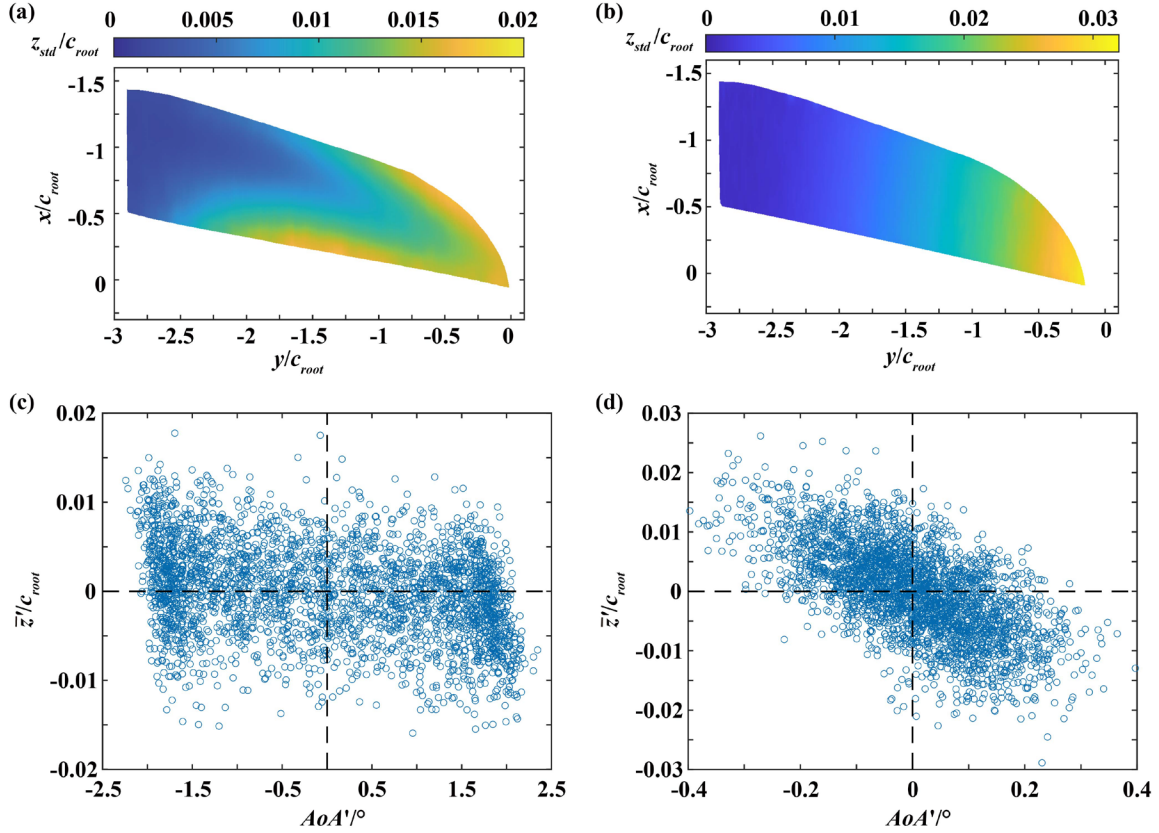 (a)
0 0.005 0.01 0.015 0.02
z_std/c_root
-1.5
-1
-0.5
0
x/c_root
-3 -2.5 -2 -1.5 -1 -0.5 0
y/c_root
(b)
0 0.01 0.02 0.03
z_std/c_root
-1.5
-1
-0.5
0
x/c_root
-3 -2.5 -2 -1.5 -1 -0.5 0
y/c_root
(c)
0.02
0.01
0
-0.01
-0.02
z̄'/c_root
-2.5 -1.5 -0.5 0.5 1.5 2.5
AoA'/°
(d)
0.03
0.02
0.01
0
-0.01
-0.02
-0.03
z̄'/c_root
-0.4 -0.2 0 0.2 0.4
AoA'/°